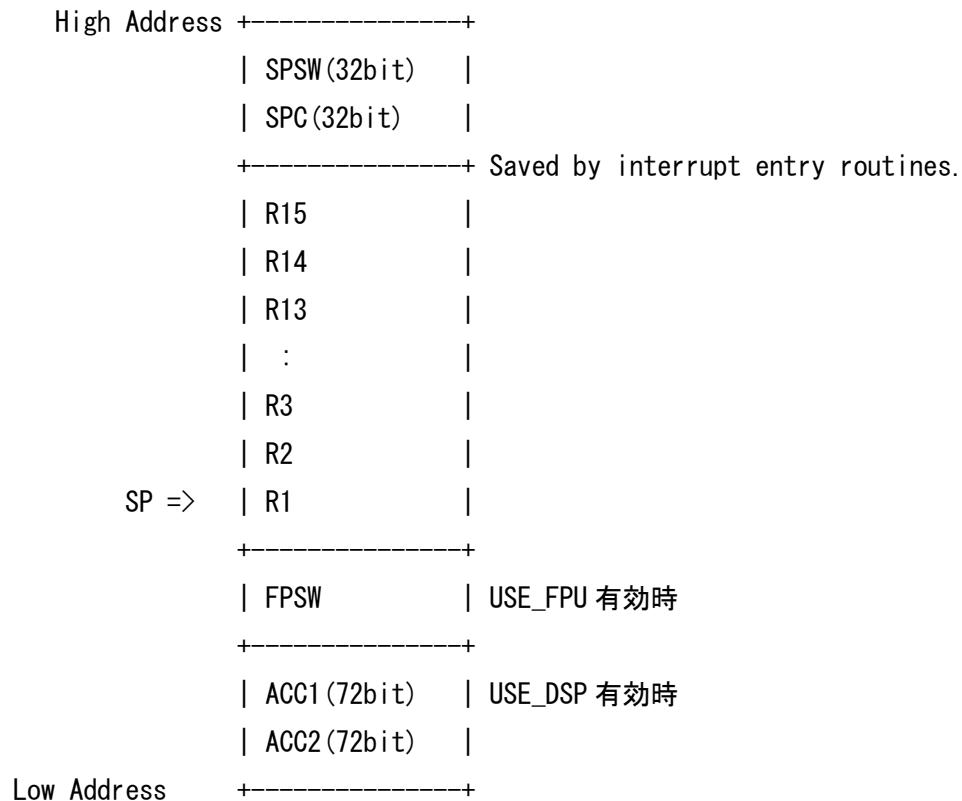 High Address +---------------+
| SPSW(32bit) |
| SPC(32bit) |
+---------------+ Saved by interrupt entry routines.
| R15 |
| R14 |
| R13 |
| : |
| R3 |
| R2 |
SP => | R1 |
+---------------+
| FPSW | USE_FPU 有効時
+---------------+
| ACC1(72bit) | USE_DSP 有効時
| ACC2(72bit) |
Low Address +---------------+